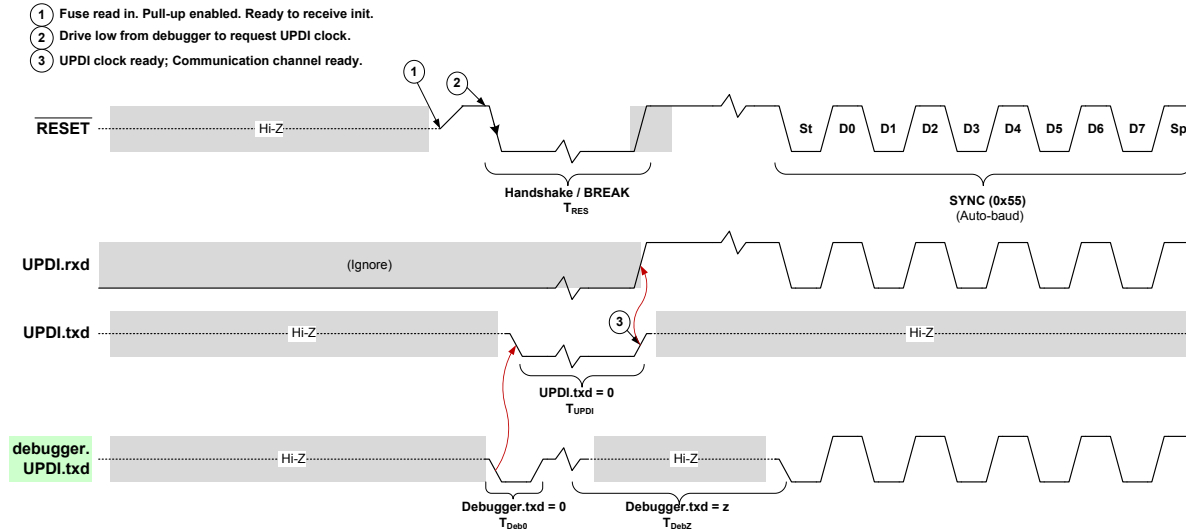 1 Fuse read in. Pull-up enabled. Ready to receive init.
2 Drive low from debugger to request UPDI clock.
3 UPDI clock ready; Communication channel ready.
1
2
RESET
Hi-Z
St D0 D1 D2 D3 D4 D5 D6 D7 Sp
Handshake / BREAK
TRES
SYNC (0x55)
(Auto-baud)
UPDI.rxd
(Ignore)
UPDI.txd
Hi-Z
3
Hi-Z
UPDI.txd = 0
TUPDI
debugger.
UPDI.txd
Hi-Z
Hi-Z
Debugger.txd = 0
TDeb0
Debugger.txd = z
TDebZ